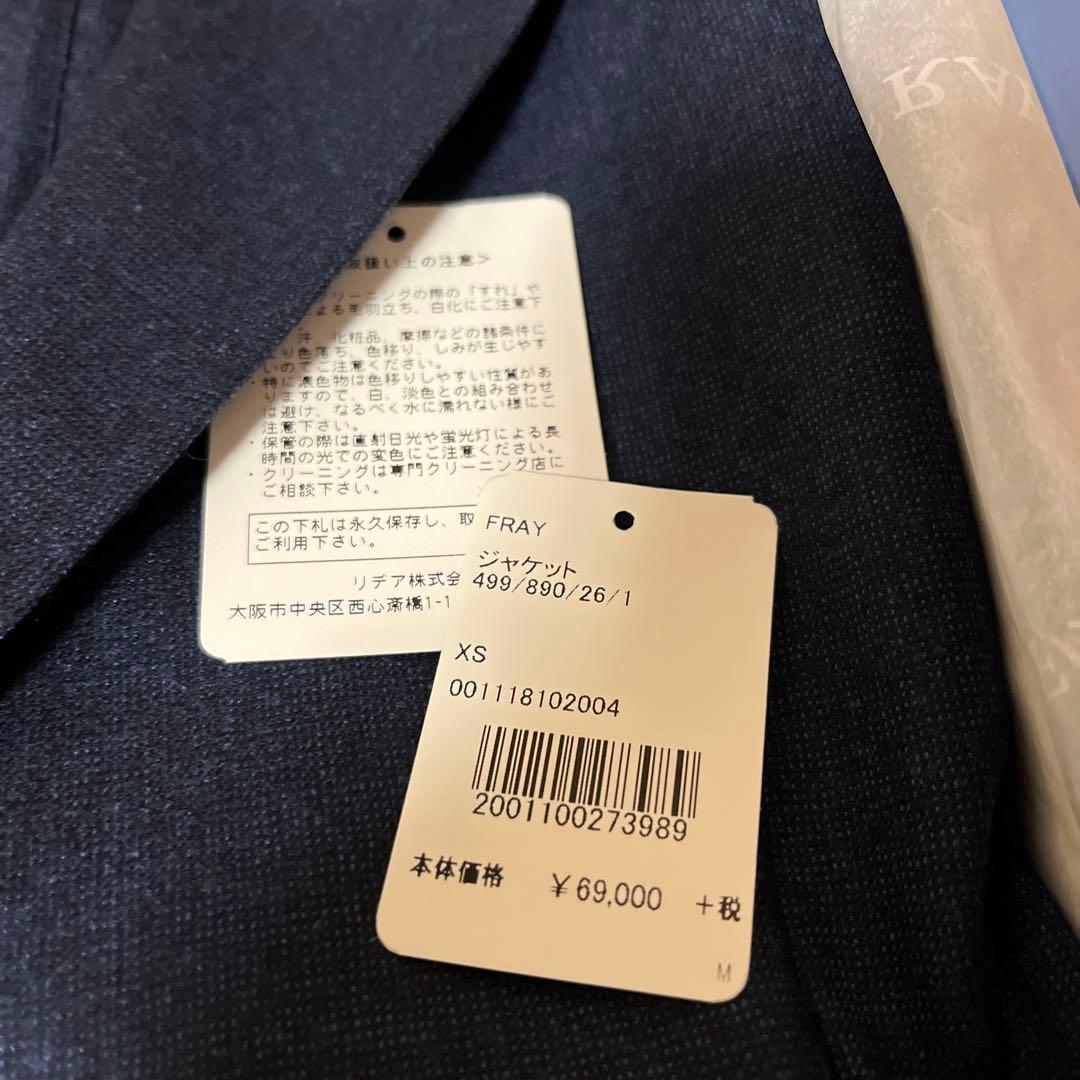 扱い上の注意>
リーニングの際の「すれ」や
よる毛羽立ち、白化にご注意下
汗、化粧品、摩擦などの諸条件に
より色落ち、色移り、しみが生じやす
いのでご注意ください。
・特に濃色物は色移りしやすい性質があ
りますので、白、淡色との組み合わせ
は避け、なるべく水に濡れない様にご
注意下さい。
・保管の際は直射日光や蛍光灯による長
時間の光での変色にご注意ください。
・クリーニングは専門クリーニング店に
ご相談下さい。
この下札は永久保存し、取
ご利用下さい。
リデア株式会
大阪市中央区西心斎橋1-1
FRAY
ジャケット
499/890/26/1
XS
001118102004
2001100273989
本体価格 ¥69,000 +税
M